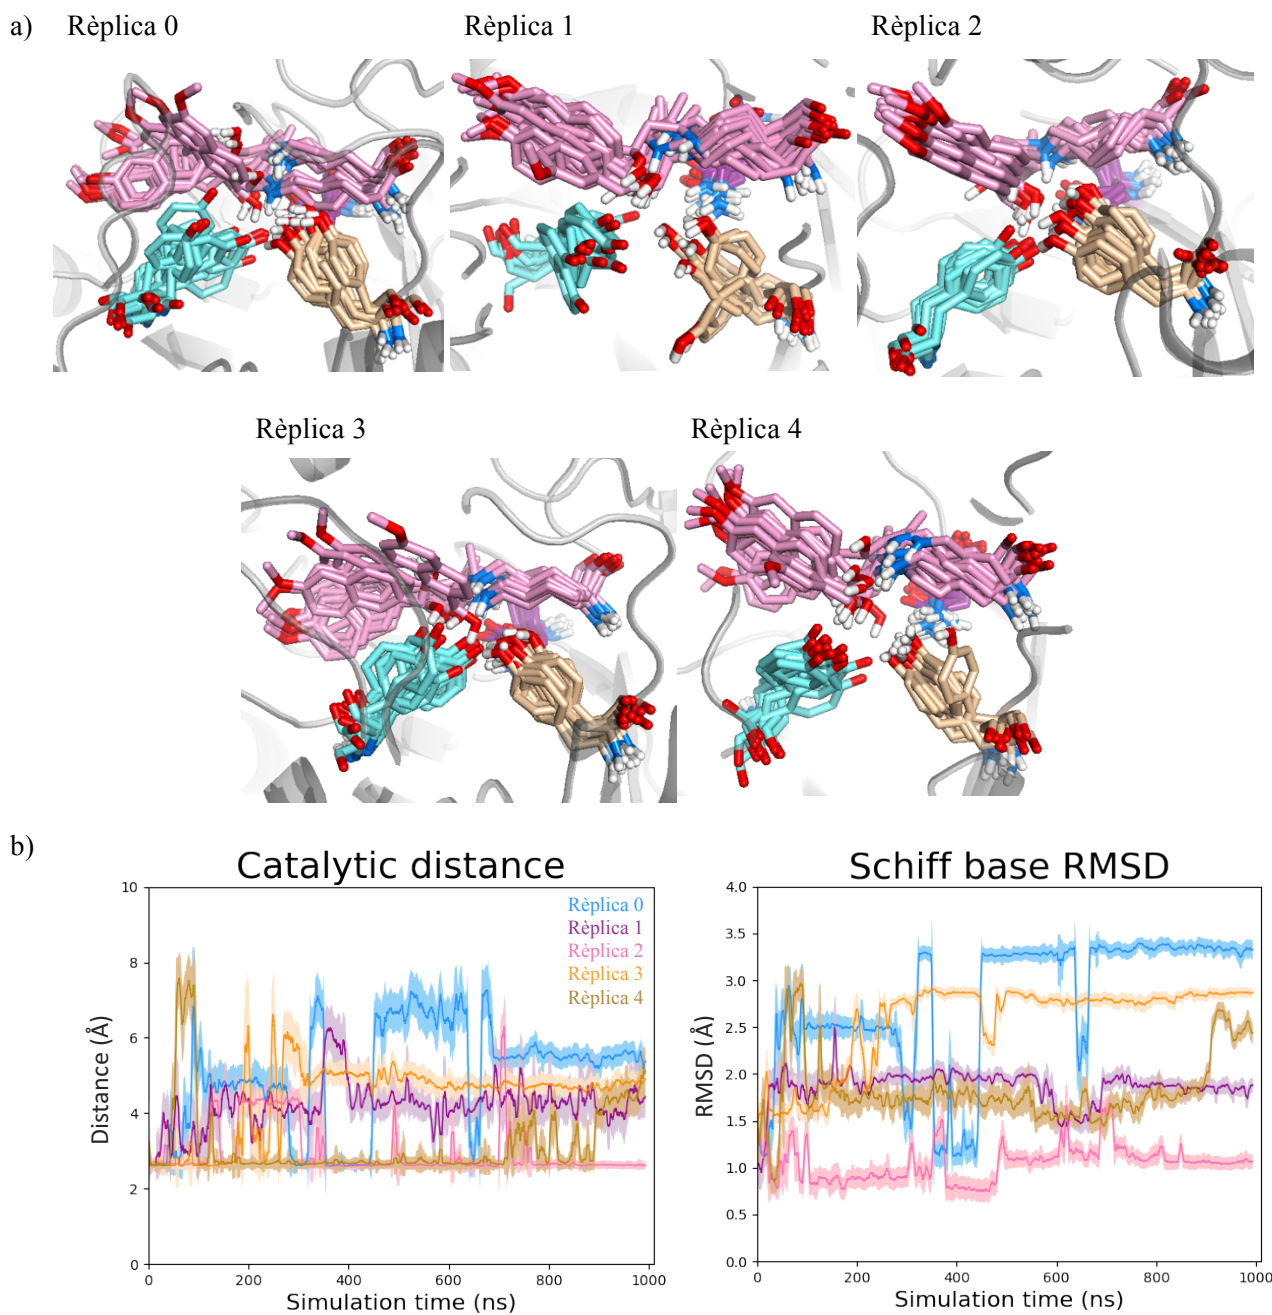 a) Rèplica 0 Rèplica 1 Rèplica 2
Rèplica 3 Rèplica 4
b)
Catalytic distance
Distance (Å)
10
8
6
4
2
0
Rèplica 0
Rèplica 1
Rèplica 2
Rèplica 3
Rèplica 4
0 200 400 600 800 1000
Simulation time (ns)
Schiff base RMSD
RMSD (Å)
4.0
3.5
3.0
2.5
2.0
1.5
1.0
0.5
0.0
0 200 400 600 800 1000
Simulation time (ns)